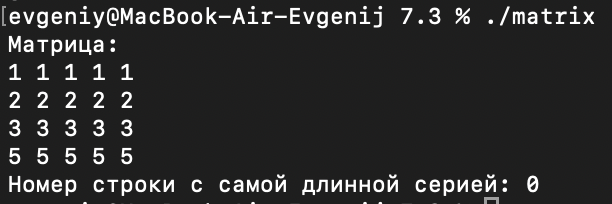 [evgeniy@MacBook-Air-Evgenij 7.3 % ./matrix
Матрица:
1 1 1 1 1
2 2 2 2 2
3 3 3 3 3
5 5 5 5 5
Номер строки с самой длинной серией: 0